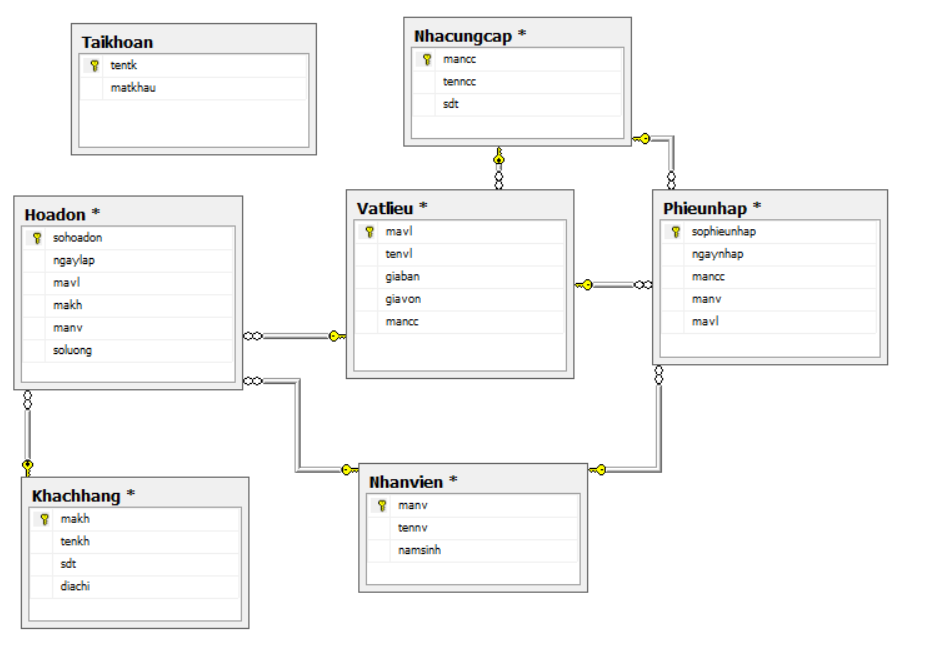 Taikhoan
tentk
matkhau
Nhacungcap *
mancc
tenncc
sdt
Hoadon *
sohoadon
ngaylap
mavl
makh
manv
soluong
Vatlieu *
mavl
tenvl
giaban
giavon
mancc
Phieunhap *
sophieunhap
ngaynhap
mancc
manv
mavl
Khachhang *
makh
tenkh
sdt
diachi
Nhanvien *
manv
tennv
namsinh